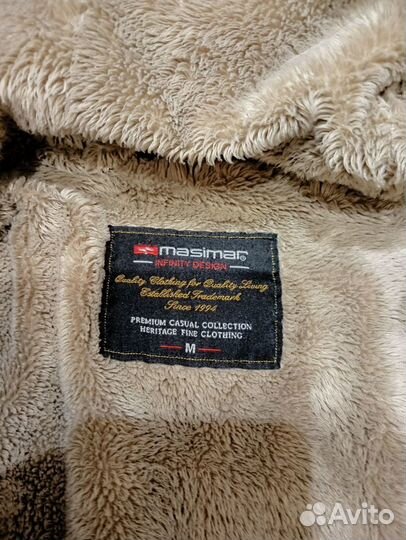 masimar®
INFINITY DESIGN
Quality Clothing for Quality Living
Established Trademark
Since 1994
PREMIUM CASUAL COLLECTION
HERITAGE FINE CLOTHING
M
Avito